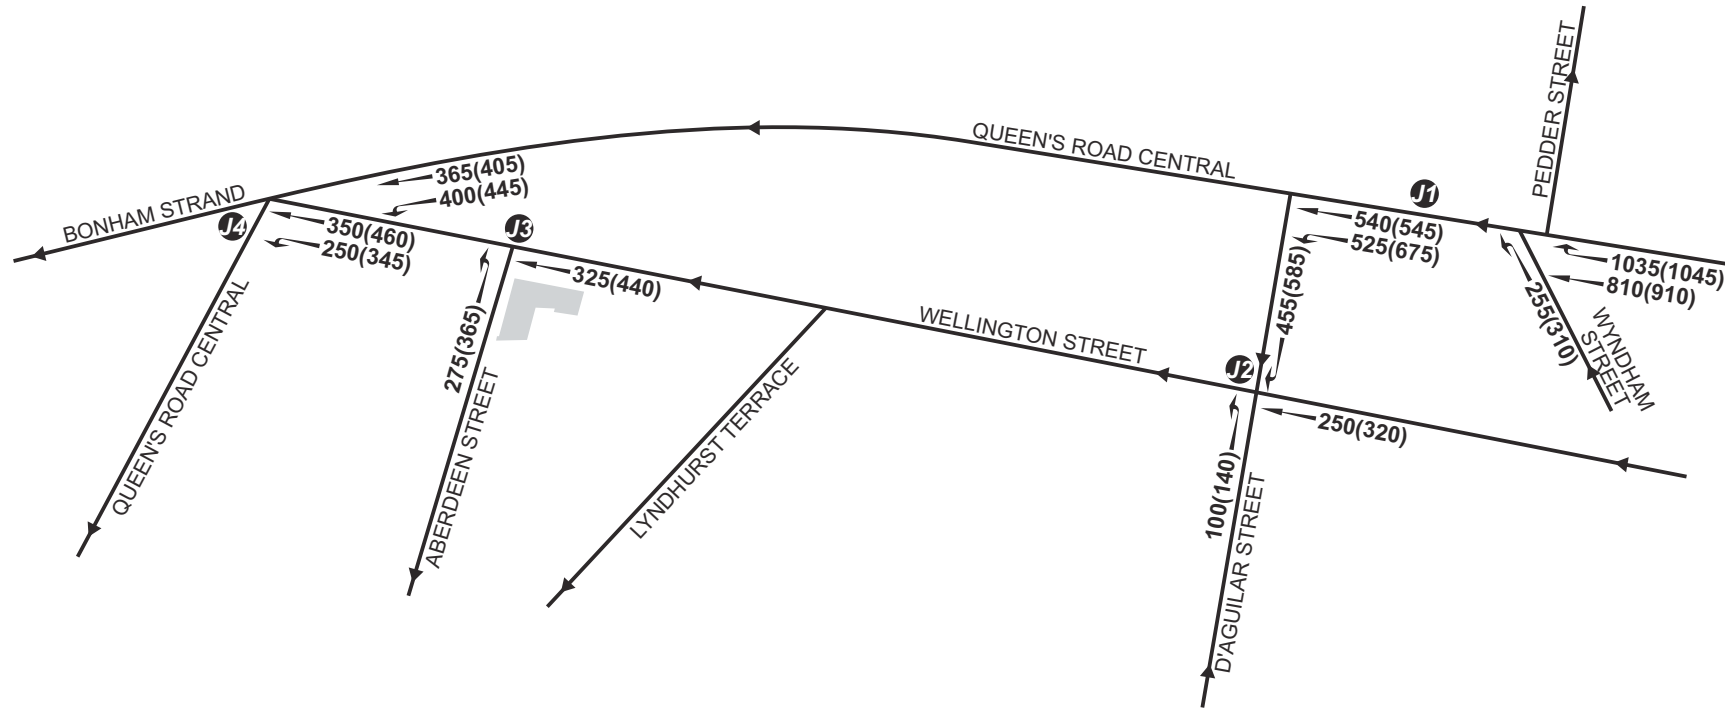 PEDDER STREET
QUEEN'S ROAD CENTRAL
J1
365(405)
400(445)
BONHAM STRAND
J4
350(460)
250(345)
J3
540(545)
525(675)
1035(1045)
810(910)
325(440)
455(585)
255(310)
WYNDHAM
STREET
WELLINGTON STREET
J2
275(365)
250(320)
QUEEN'S ROAD CENTRAL
ABERDEEN STREET
LYNDHURST TERRACE
100(140)
D'AGUILAR STREET